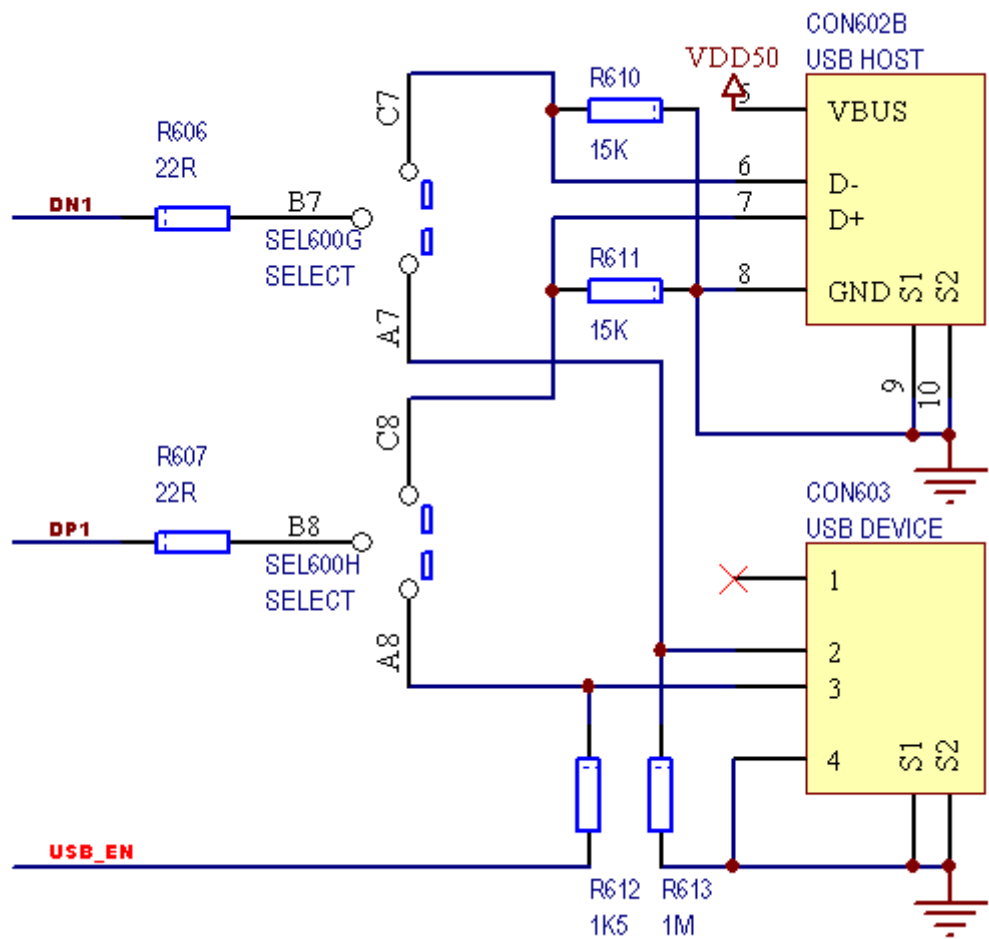 CON602B
USB HOST
VDD50
5
VBUS
R610
15K
C7
R606
22R
6
D-
DN1
B7
7
D+
SEL600G
SELECT
R611
15K
8
GND
S1
S2
A7
9
10
C8
R607
22R
CON603
USB DEVICE
DP1
B8
SEL600H
SELECT
1
A8
2
3
4
S1
S2
USB_EN
R612
1K5
R613
1M